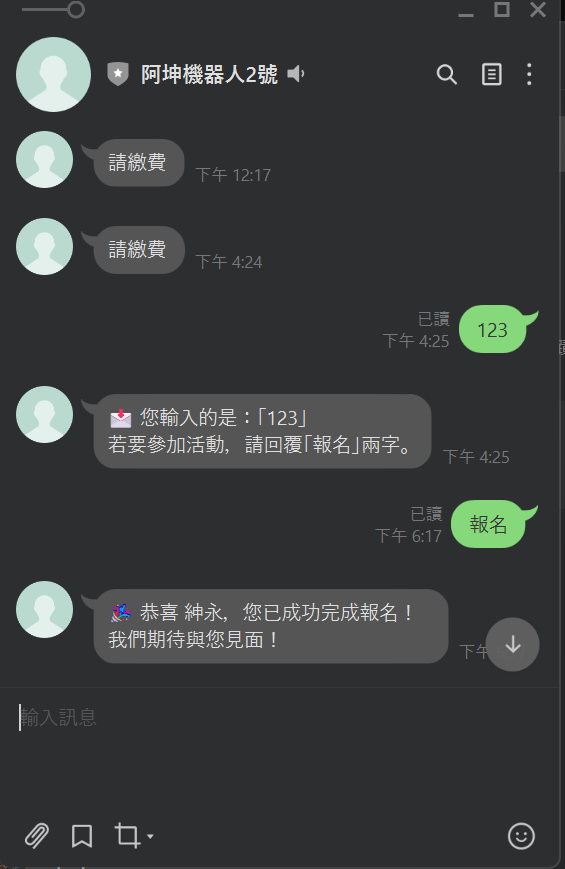 阿坤機器人2號
請繳費
下午 12:17
請繳費
下午 4:24
已讀
下午 4:25
123
您輸入的是：「123」
若要參加活動，請回覆「報名」兩字。
下午 4:25
已讀
下午 6:17
報名
恭喜 紳永，您已成功完成報名！
我們期待與您見面！
下午
輸入訊息